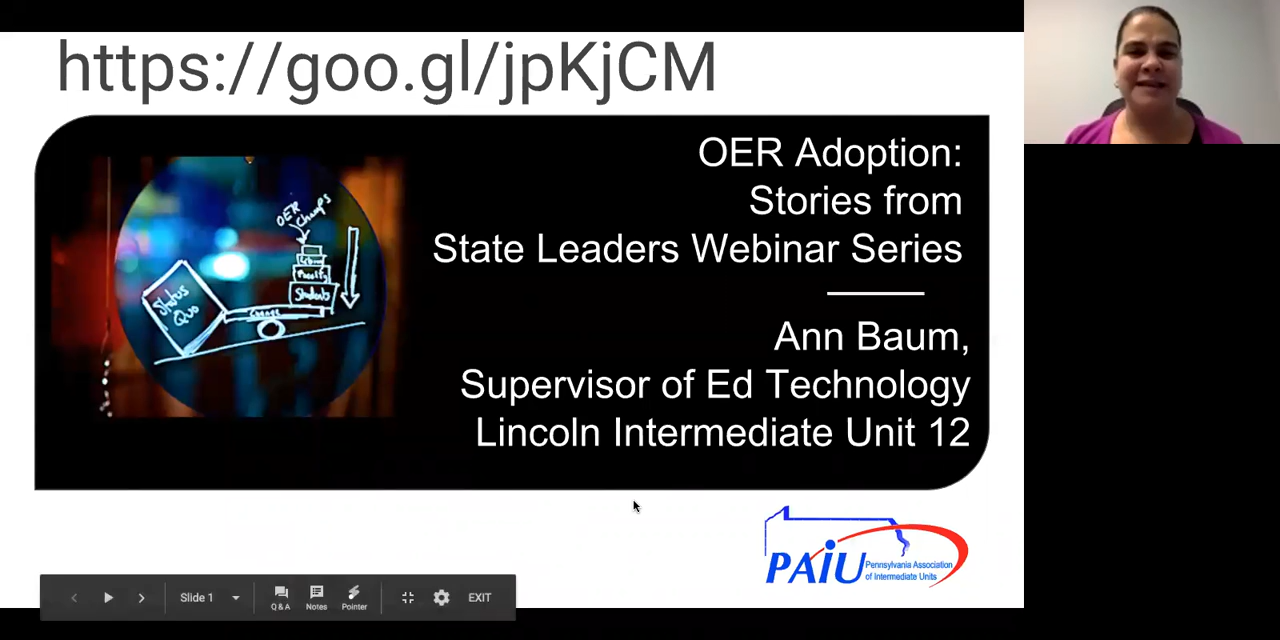 https://goo.gl/jpKjCM
OER Adoption:
Stories from
State Leaders Webinar Series
Ann Baum,
Supervisor of Ed Technology
Lincoln Intermediate Unit 12
OER
Champs
Faculty
Students
Change
Status
Quo
PAIU
Pennsylvania Association
of Intermediate Units
Slide 1
Q & A
Notes
Pointer
EXIT